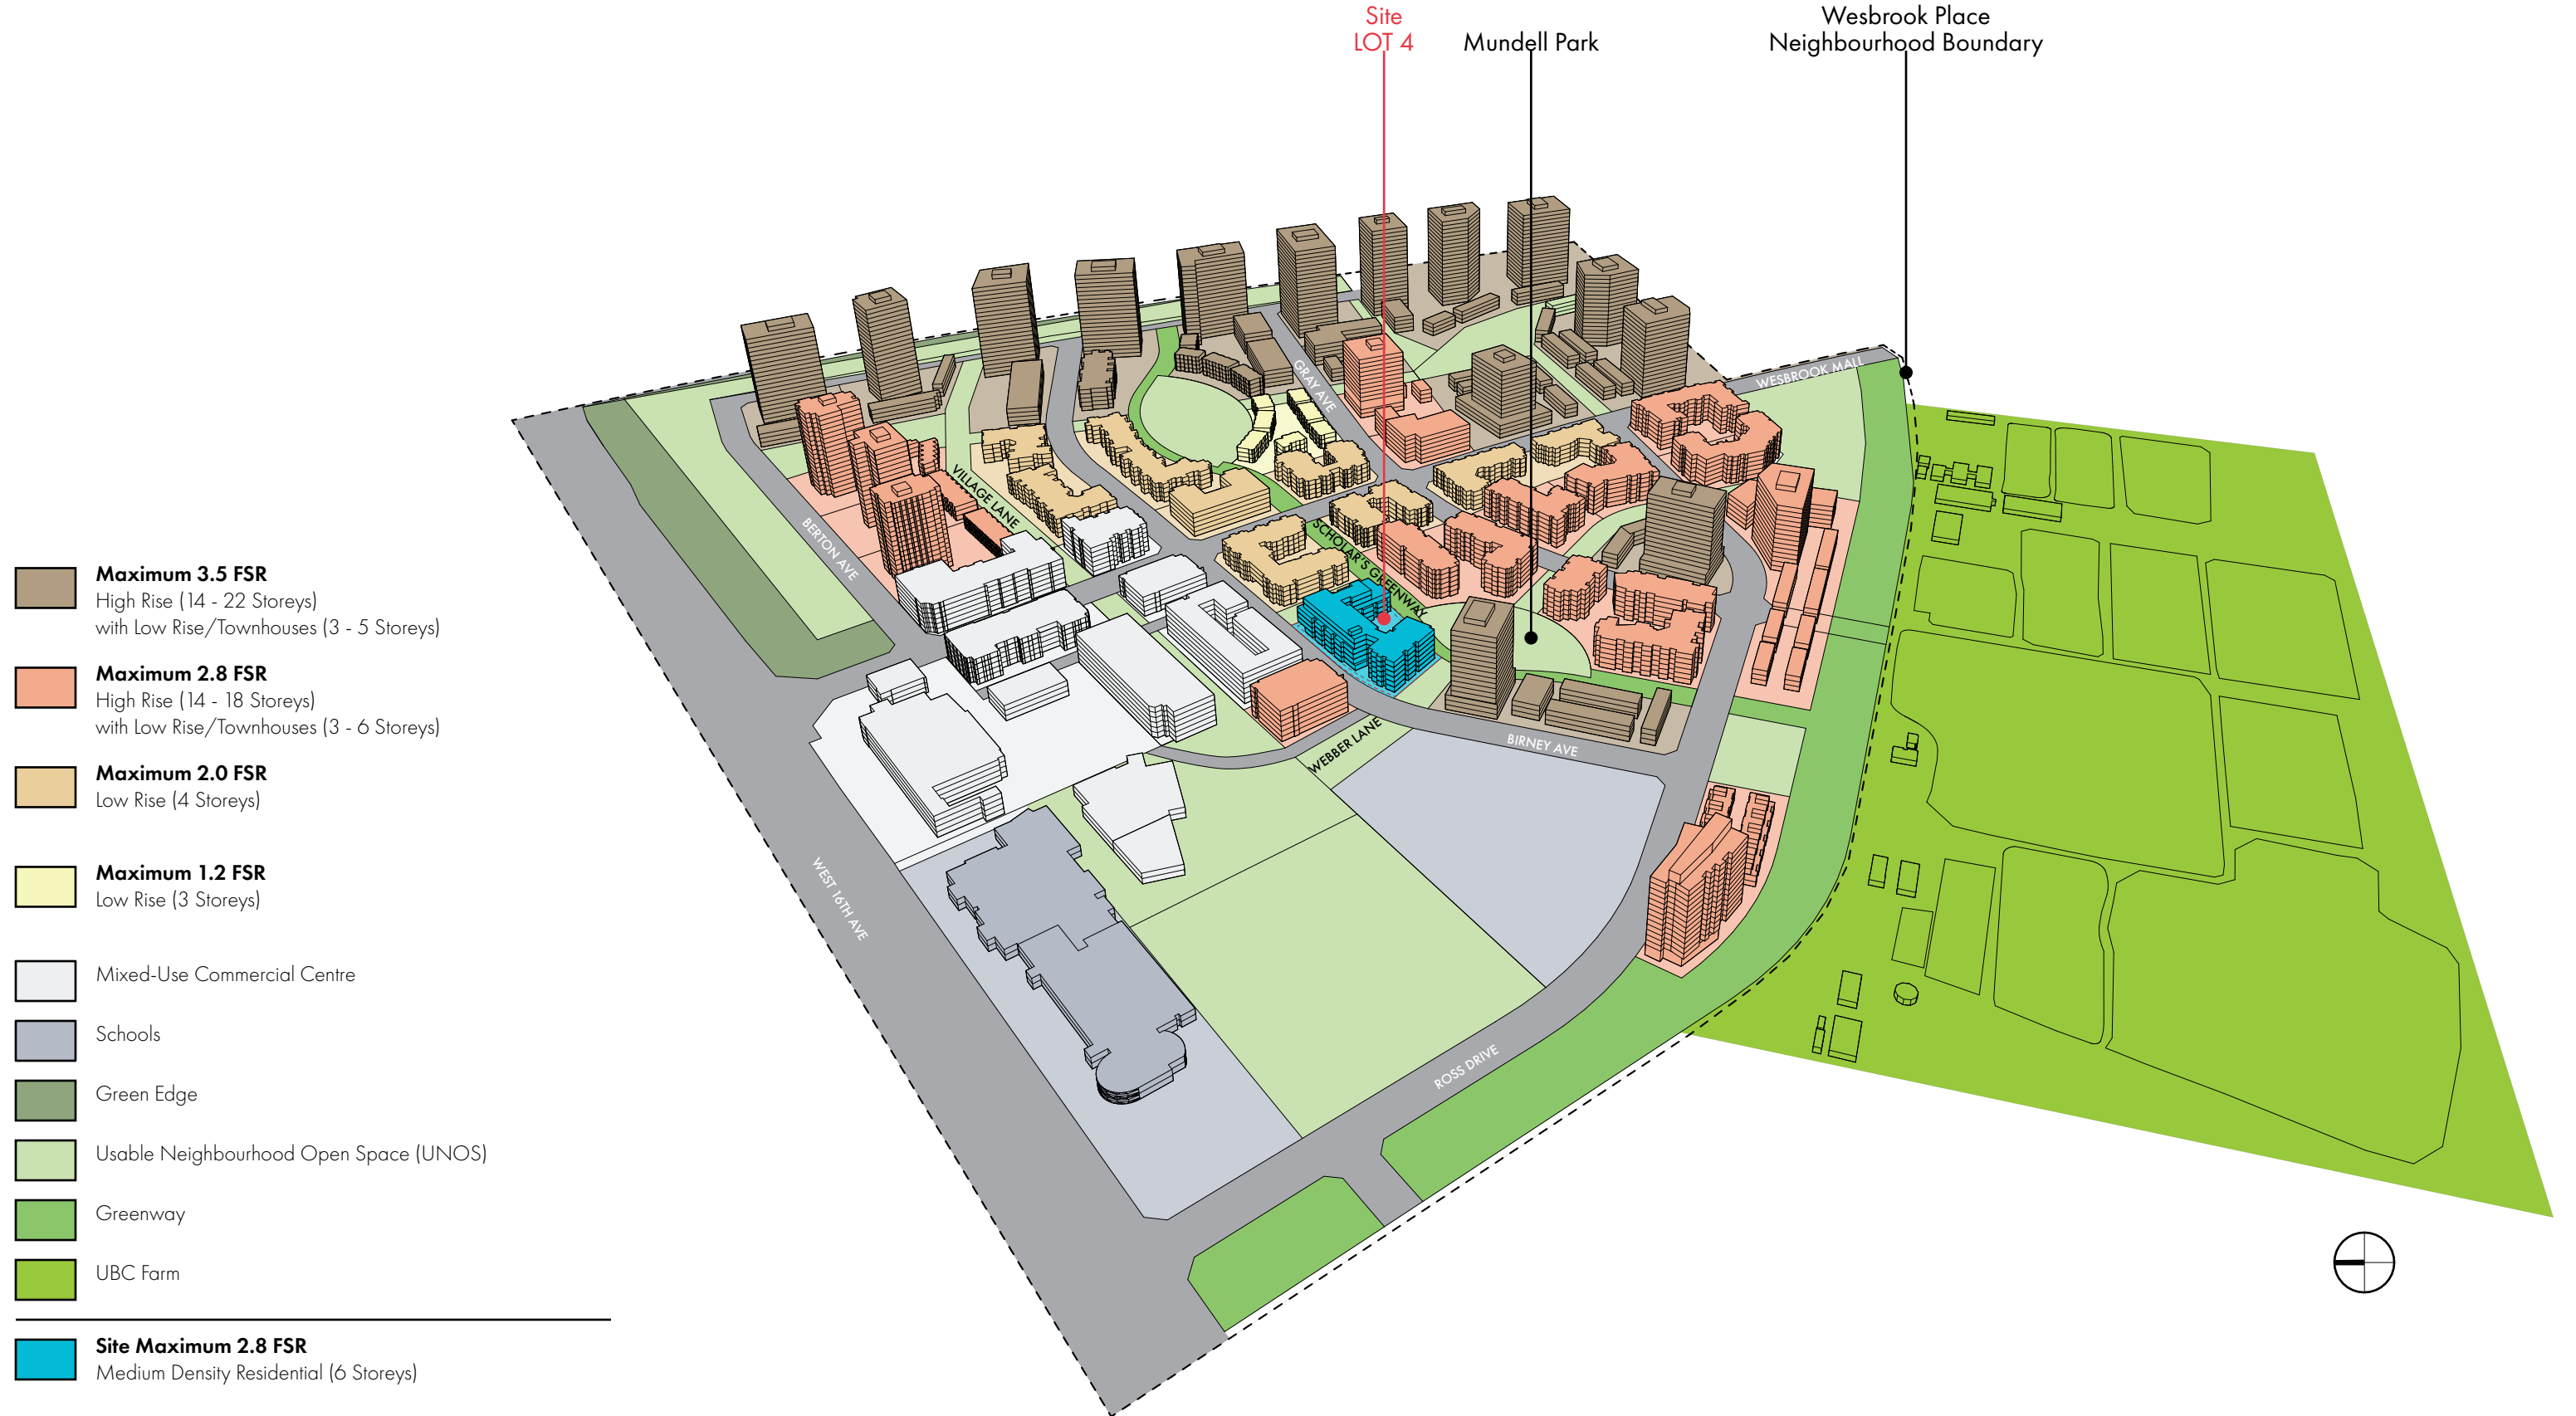 Site
LOT 4
Mundell Park
Wesbrook Place
Neighbourhood Boundary
WESBROOK MALL
GRAY AVE
VILLAGE LANE
BERTON AVE
SCHOLAR'S GREENWAY
WEBBER LANE
BIRNEY AVE
WEST 16TH AVE
ROSS DRIVE
Maximum 3.5 FSR
High Rise (14 - 22 Storeys)
with Low Rise/Townhouses (3 - 5 Storeys)
Maximum 2.8 FSR
High Rise (14 - 18 Storeys)
with Low Rise/Townhouses (3 - 6 Storeys)
Maximum 2.0 FSR
Low Rise (4 Storeys)
Maximum 1.2 FSR
Low Rise (3 Storeys)
Mixed-Use Commercial Centre
Schools
Green Edge
Usable Neighbourhood Open Space (UNOS)
Greenway
UBC Farm
Site Maximum 2.8 FSR
Medium Density Residential (6 Storeys)